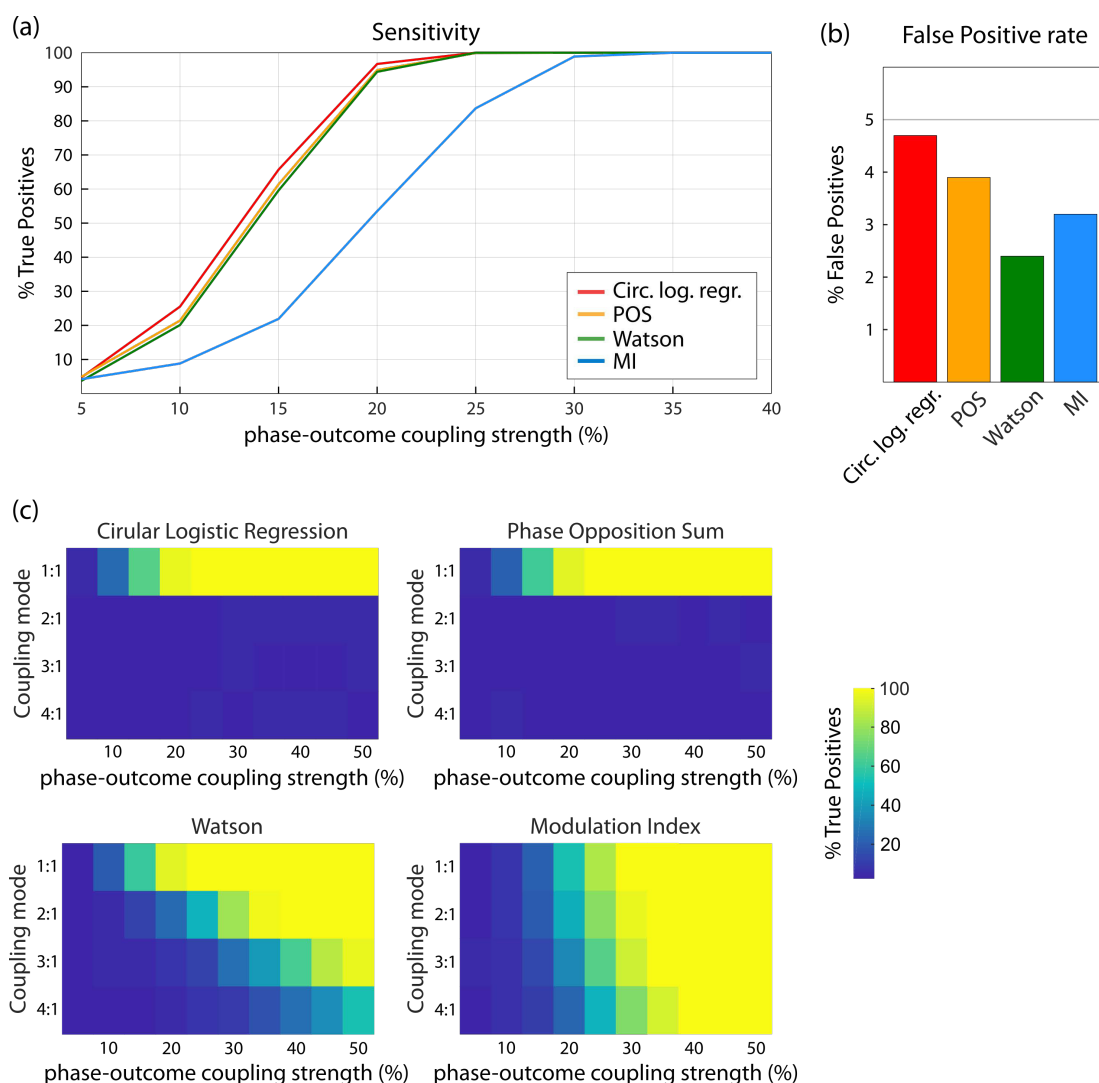 (a)
Sensitivity
% True Positives
100
90
80
70
60
50
40
30
20
10
5
10
15
20
25
30
35
40
phase-outcome coupling strength (%)
Circ. log. regr.
POS
Watson
MI
(b)
False Positive rate
% False Positives
5
4
3
2
1
Circ. log. regr.
POS
Watson
MI
(c)
Cirular Logistic Regression
Coupling mode
1:1
2:1
3:1
4:1
10 20 30 40 50
phase-outcome coupling strength (%)
Phase Opposition Sum
Coupling mode
1:1
2:1
3:1
4:1
10 20 30 40 50
phase-outcome coupling strength (%)
% True Positives
100
80
60
40
20
Watson
Coupling mode
1:1
2:1
3:1
4:1
10 20 30 40 50
phase-outcome coupling strength (%)
Modulation Index
Coupling mode
1:1
2:1
3:1
4:1
10 20 30 40 50
phase-outcome coupling strength (%)